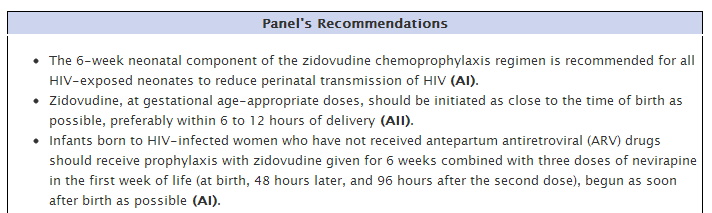 Panel's Recommendations
• The 6-week neonatal component of the zidovudine chemoprophylaxis regimen is recommended for all
HIV-exposed neonates to reduce perinatal transmission of HIV (AI).
• Zidovudine, at gestational age-appropriate doses, should be initiated as close to the time of birth as
possible, preferably within 6 to 12 hours of delivery (AII).
• Infants born to HIV-infected women who have not received antepartum antiretroviral (ARV) drugs
should receive prophylaxis with zidovudine given for 6 weeks combined with three doses of nevirapine
in the first week of life (at birth, 48 hours later, and 96 hours after the second dose), begun as soon
after birth as possible (AI).